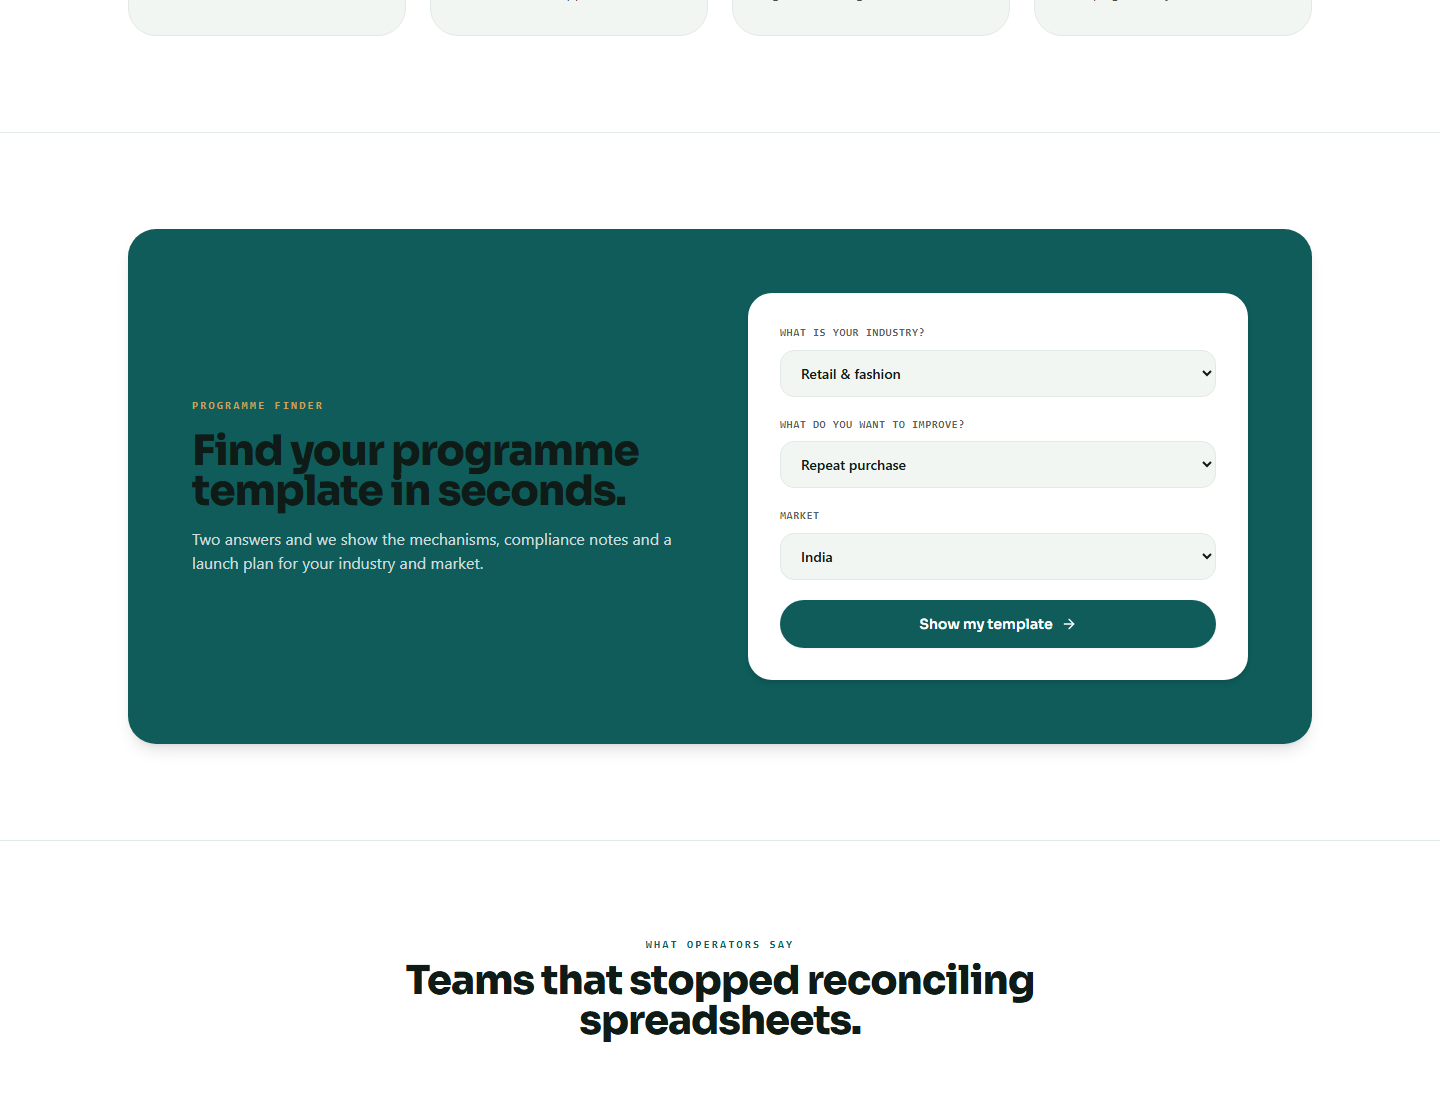 PROGRAMME FINDER
Find your programme
template in seconds.
Two answers and we show the mechanisms, compliance notes and a
launch plan for your industry and market.
WHAT IS YOUR INDUSTRY?
Retail & fashion
WHAT DO YOU WANT TO IMPROVE?
Repeat purchase
MARKET
India
Show my template →
WHAT OPERATORS SAY
Teams that stopped reconciling
spreadsheets.